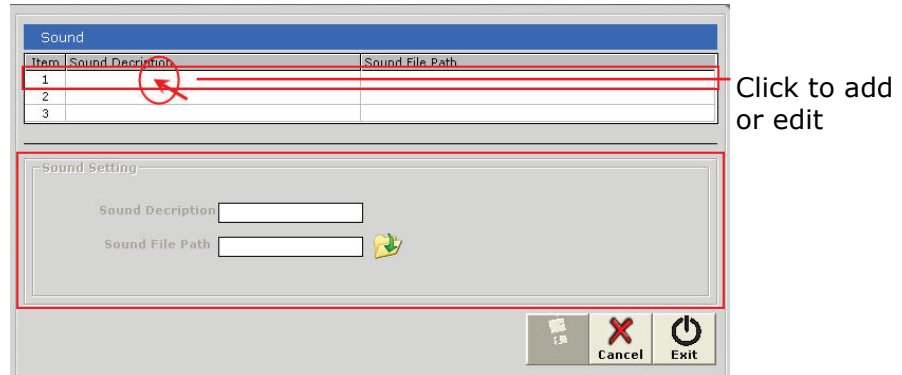 Sound
Item Sound Decription Sound File Path
1
2
3
Click to add
or edit
Sound Setting
Sound Decription
Sound File Path
Cancel Exit